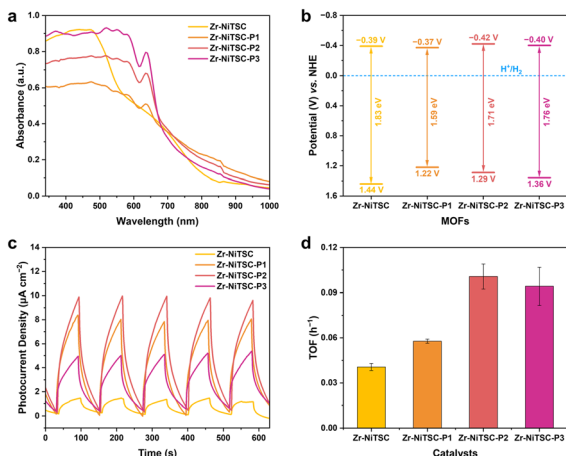 a
Zr-NiTSC
Zr-NiTSC-P1
Zr-NiTSC-P2
Zr-NiTSC-P3
Absorbance (a.u.)
0.9
0.6
0.3
0.0
400 500 600 700 800 900 1000
Wavelength (nm)
b
Potential (V) vs. NHE
-0.8
-0.4
0.0
0.4
0.8
1.2
1.6
−0.39 V
−0.37 V
−0.42 V
−0.40 V
H⁺/H₂
1.83 eV
1.59 eV
1.71 eV
1.76 eV
1.44 V
1.22 V
1.29 V
1.36 V
Zr-NiTSC Zr-NiTSC-P1 Zr-NiTSC-P2 Zr-NiTSC-P3
MOFs
c
Zr-NiTSC
Zr-NiTSC-P1
Zr-NiTSC-P2
Zr-NiTSC-P3
Photocurrent Density (μA cm⁻²)
14
12
10
8
6
4
2
0
0 100 200 300 400 500 600
Time (s)
d
TOF (h⁻¹)
0.12
0.09
0.06
0.03
0.00
Zr-NiTSC Zr-NiTSC-P1 Zr-NiTSC-P2 Zr-NiTSC-P3
Catalysts